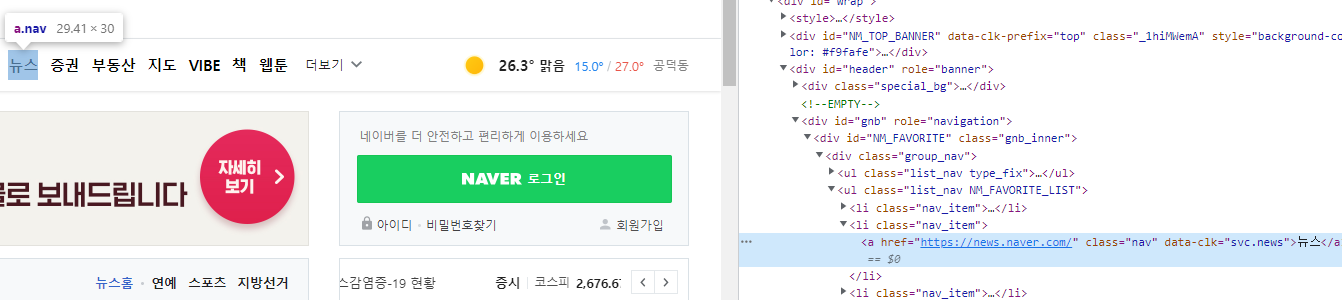 a.nav 29.41 × 30
뉴스 증권 부동산 지도 VIBE 책 웹툰 더보기 26.3° 맑음 15.0° / 27.0° 공덕동
자세히
보기
로 보내드립니다
네이버를 더 안전하고 편리하게 이용하세요
NAVER 로그인
아이디 · 비밀번호찾기 회원가입
뉴스홈 · 연예 스포츠 지방선거
스감염증-19 현황 증시 코스피 2,676.6
<div id="wrap">
<style>…</style>
<div id="NM_TOP_BANNER" data-clk-prefix="top" class="_1hiMWemA" style="background-co
lor: #f9fafe">…</div>
<div id="header" role="banner">
<div class="special_bg">…</div>
<!--EMPTY-->
<div id="gnb" role="navigation">
<div id="NM_FAVORITE" class="gnb_inner">
<div class="group_nav">
<ul class="list_nav type_fix">…</ul>
<ul class="list_nav NM_FAVORITE_LIST">
<li class="nav_item">…</li>
<li class="nav_item">
<a href="https://news.naver.com/" class="nav" data-clk="svc.news">뉴스</a
== $0
</li>
<li class="nav_item">…</li>